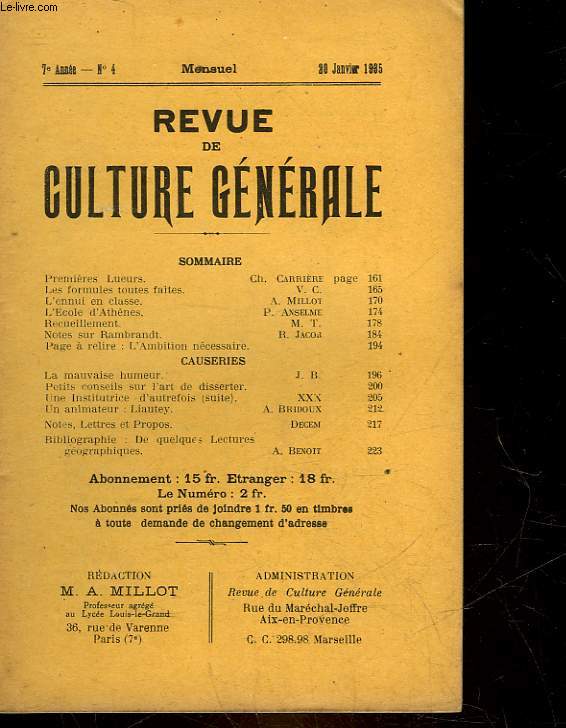 Le-livre.com
7e Année — No 4 Mensuel 20 Janvier 1935
REVUE
DE
CULTURE GÉNÉRALE
SOMMAIRE
Premières Lueurs. Ch. CARRIÈRE page 161
Les formules toutes faites. V. C. 165
L'ennui en classe. A. MILLOT 170
L'Ecole d'Athènes. P. ANSELME 174
Recueillement. M. T. 178
Notes sur Rambrandt. R. JACOB 184
Page à relire : L'Ambition nécessaire. 194
CAUSERIES
La mauvaise humeur. J. B. 196
Petits conseils sur l'art de disserter. 200
Une Institutrice d'autrefois (suite). XXX 205
Un animateur : Liautey. A. BRIDOUX 212
Notes, Lettres et Propos. DECEM 217
Bibliographie : De quelques Lectures
géographiques. A. BENOIT 223
Abonnement : 15 fr. Etranger : 18 fr.
Le Numéro : 2 fr.
Nos Abonnés sont priés de joindre 1 fr. 50 en timbres
à toute demande de changement d'adresse
RÉDACTION
M. A. MILLOT
Professeur agrégé
au Lycée Louis-le-Grand
36, rue de Varenne
Paris (7e)
ADMINISTRATION
Revue de Culture Générale
Rue du Maréchal-Joffre
Aix-en-Provence
C. C. 298.98 Marseille